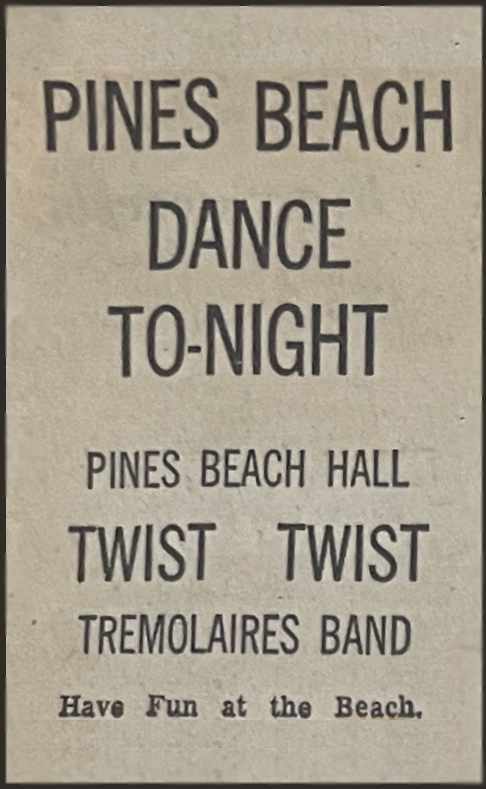 PINES BEACH
DANCE
TO-NIGHT
PINES BEACH HALL
TWIST TWIST
TREMOLAIRES BAND
Have Fun at the Beach.